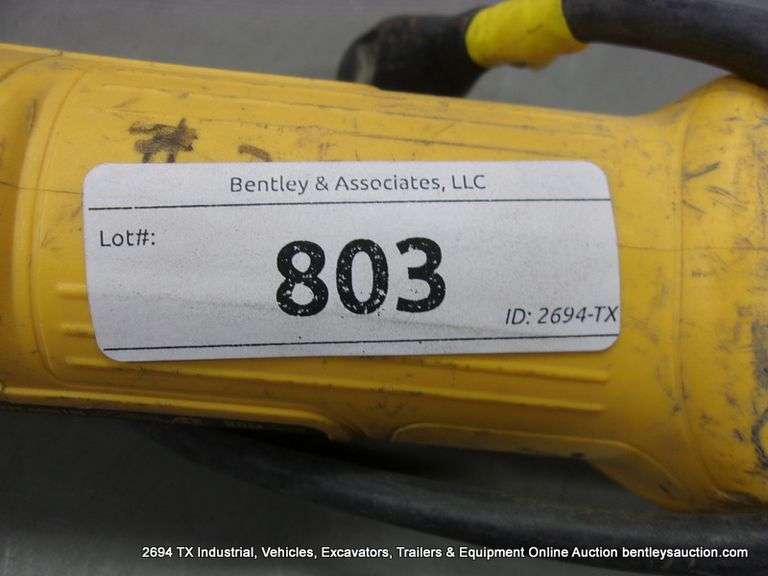 Bentley & Associates, LLC
Lot#:
803
ID: 2694-TX
2694 TX Industrial, Vehicles, Excavators, Trailers & Equipment Online Auction bentleysauction.com